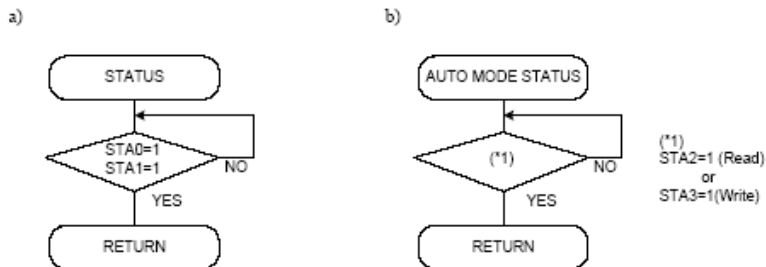 a)
b)
STATUS
AUTO MODE STATUS
STA0=1
STA1=1
NO
(*1)
NO
(*1)
STA2=1 (Read)
or
STA3=1(Write)
YES
YES
RETURN
RETURN